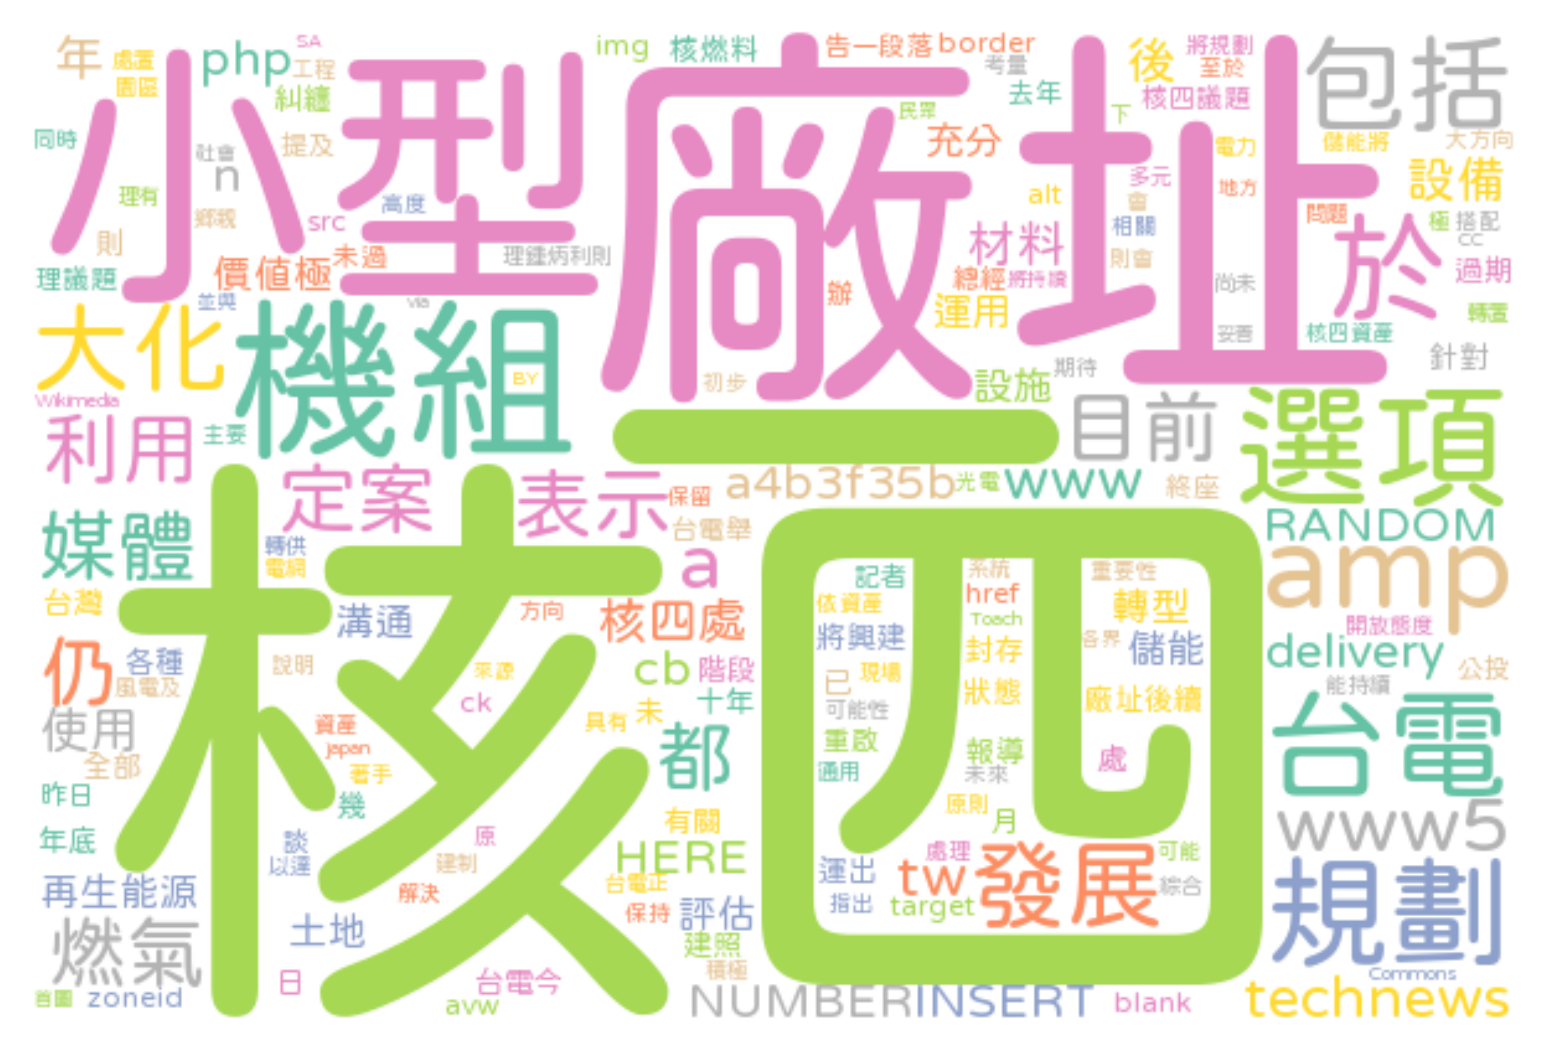 年
處置
園區
php
SA
工程
糾纏
img
核燃料
告一段落
border
考量
去年
後
將規劃
至於
核四議題
包括
小型
廠址
同時
社會
n
提及
民眾
充分
下
電力
儲能將
大方向
理有
鄉親
src
高度
alt
多元
會
地方
設備
則
理議題
價值極
未過
理鍾炳利則
材料
相關
則會
問題
於
極
搭配
cc
過期
並與
via
總經
將持續
辦
運用
尚未
妥善
核四資產
轉置
針對
大化
機組
BY
初步
設施
期待
Wikimedia
利用
主要
一
目前
選項
定案
表示
保留
a4b3f35b
光電
www
終座
台電舉
RANDOM
媒體
轉供
電網
a
amp
核四
台灣
溝通
方向
核四處
記者
系統
重要性
依資產
href
Toach
轉型
將興建
封存
各界
儲能
開放態度
delivery
仍
各種
風電及
說明
來源
cb
階段
已
現場
狀態
廠址後續
能持續
公投
使用
全部
資產
japan
著手
ck
具有
未
十年
可能性
重啟
通用
報導
未來
處
台電
昨日
幾
都
原則
月
www5
年底
談
以達
原
建制
有關
HERE
運出
指出
處理
tw
target
發展
可能
綜合
再生能源
解決
台電正
保持
評估
規劃
燃氣
土地
建照
積極
日
台電今
avw
首圖
zoneid
NUMBER
INSERT
blank
Commons
technews